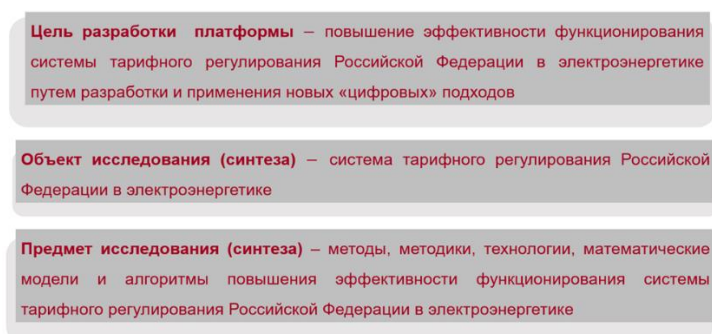 Цель разработки платформы – повышение эффективности функционирования
системы тарифного регулирования Российской Федерации в электроэнергетике
путем разработки и применения новых «цифровых» подходов
Объект исследования (синтеза) – система тарифного регулирования Российской
Федерации в электроэнергетике
Предмет исследования (синтеза) – методы, методики, технологии, математические
модели и алгоритмы повышения эффективности функционирования системы
тарифного регулирования Российской Федерации в электроэнергетике